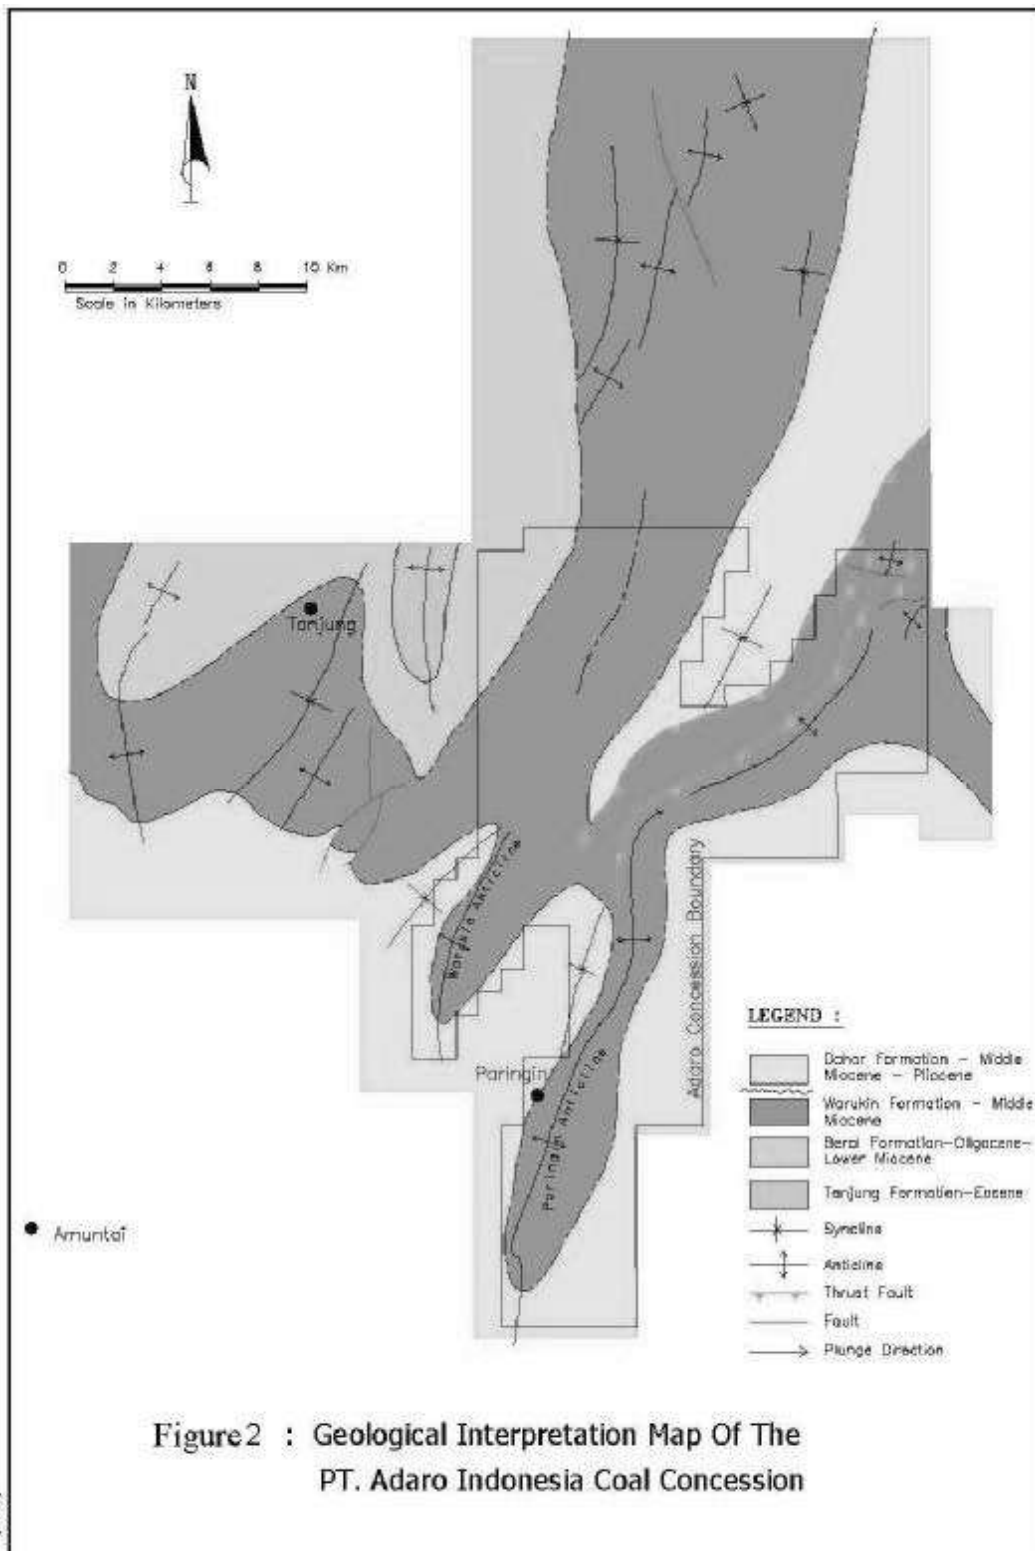 N
0 2 4 6 8 10 Km
Scale in Kilometers
Tanjung
Warukin Anticline
Adaro Concession Boundary
Paringin
Paringin Anticline
Amuntai
LEGEND :
Dahor Formation - Middle
Miocene - Pliocene
Warukin Formation - Middle
Miocene
Berai Formation-Oligocene-
Lower Miocene
Tanjung Formation-Eocene
Syncline
Anticline
Thrust Fault
Fault
Plunge Direction
Figure 2 : Geological Interpretation Map Of The
PT. Adaro Indonesia Coal Concession